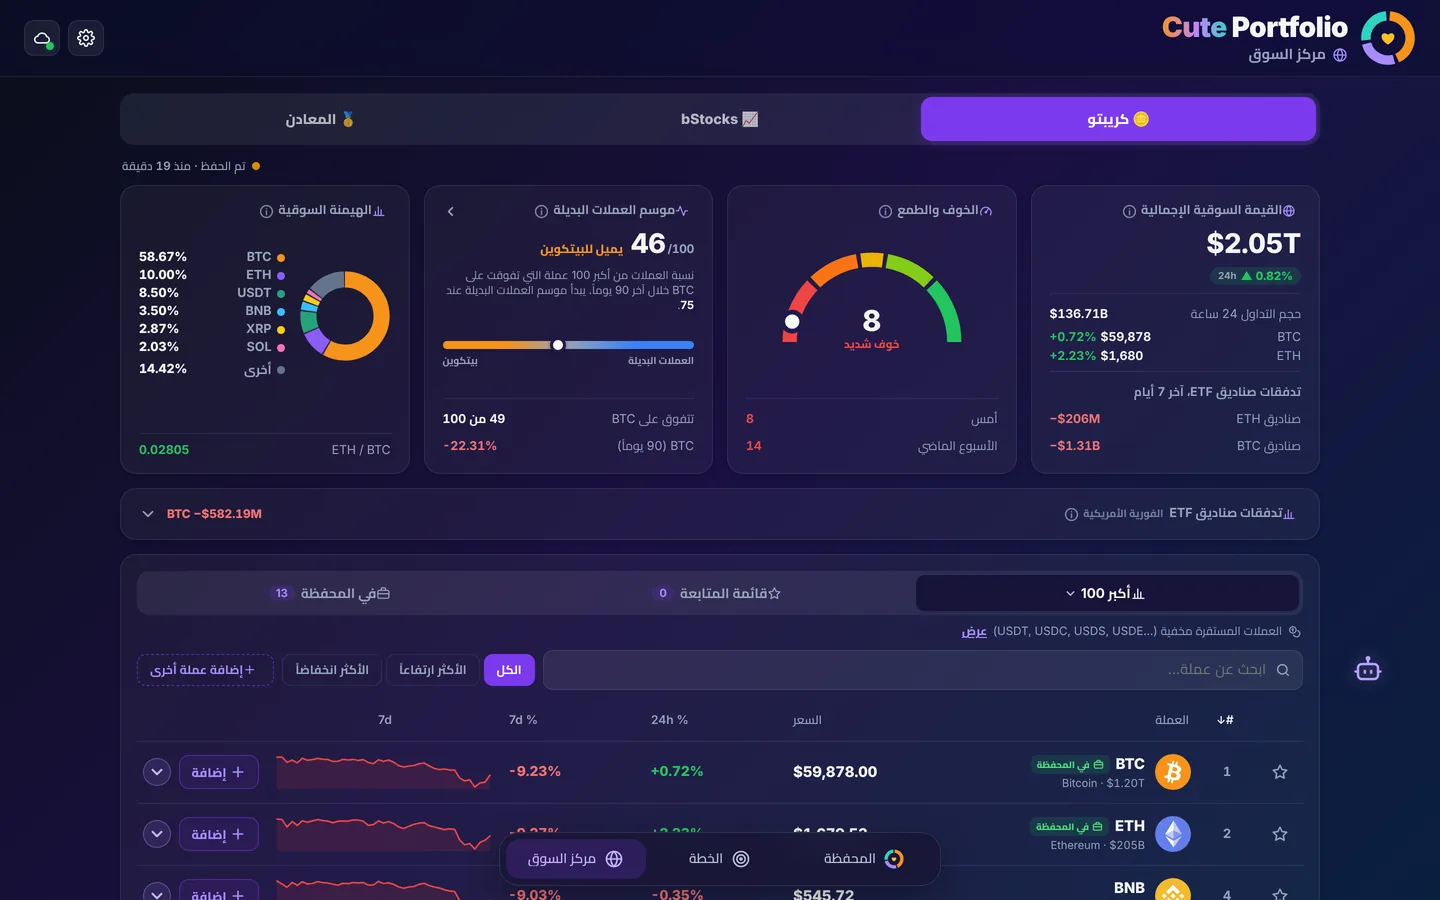 Cute Portfolio
مركز السوق
كريبتو
bStocks
المعادن
تم الحفظ · منذ 19 دقيقة
القيمة السوقية الإجمالية
$2.05T
24h ▲ 0.82%
حجم التداول 24 ساعة $136.71B
BTC $59,878 +0.72%
ETH $1,680 +2.23%
تدفقات صناديق ETF، آخر 7 أيام
صناديق ETH −$206M
صناديق BTC −$1.31B
الخوف والطمع
8
خوف شديد
أمس 8
الأسبوع الماضي 14
موسم العملات البديلة
46/100 يميل للبيتكوين
نسبة العملات من أكبر 100 عملة التي تفوقت على
BTC خلال آخر 90 يوماً. يبدأ موسم العملات البديلة عند
75.
العملات البديلة بيتكوين
تتفوق على BTC 49 من 100
BTC (90 يوماً) -22.31%
الهيمنة السوقية
BTC 58.67%
ETH 10.00%
USDT 8.50%
BNB 3.50%
XRP 2.87%
SOL 2.03%
أخرى 14.42%
ETH / BTC 0.02805
تدفقات صناديق ETF الفورية الأمريكية
BTC −$582.19M
أكبر 100
قائمة المتابعة 0
في المحفظة 13
العملات المستقرة مخفية (USDT, USDC, USDS, USDE...) عرض
ابحث عن عملة...
الكل
الأكثر ارتفاعاً
الأكثر انخفاضاً
+ إضافة عملة أخرى
#↓ العملة السعر 24h % 7d % 7d
1 BTC في المحفظة $59,878.00 +0.72% -9.23% + إضافة
Bitcoin · $1.20T
2 ETH في المحفظة + إضافة
Ethereum · $205B
4 BNB $545.72 -0.35% -9.03% + إضافة
المحفظة
الخطة
مركز السوق